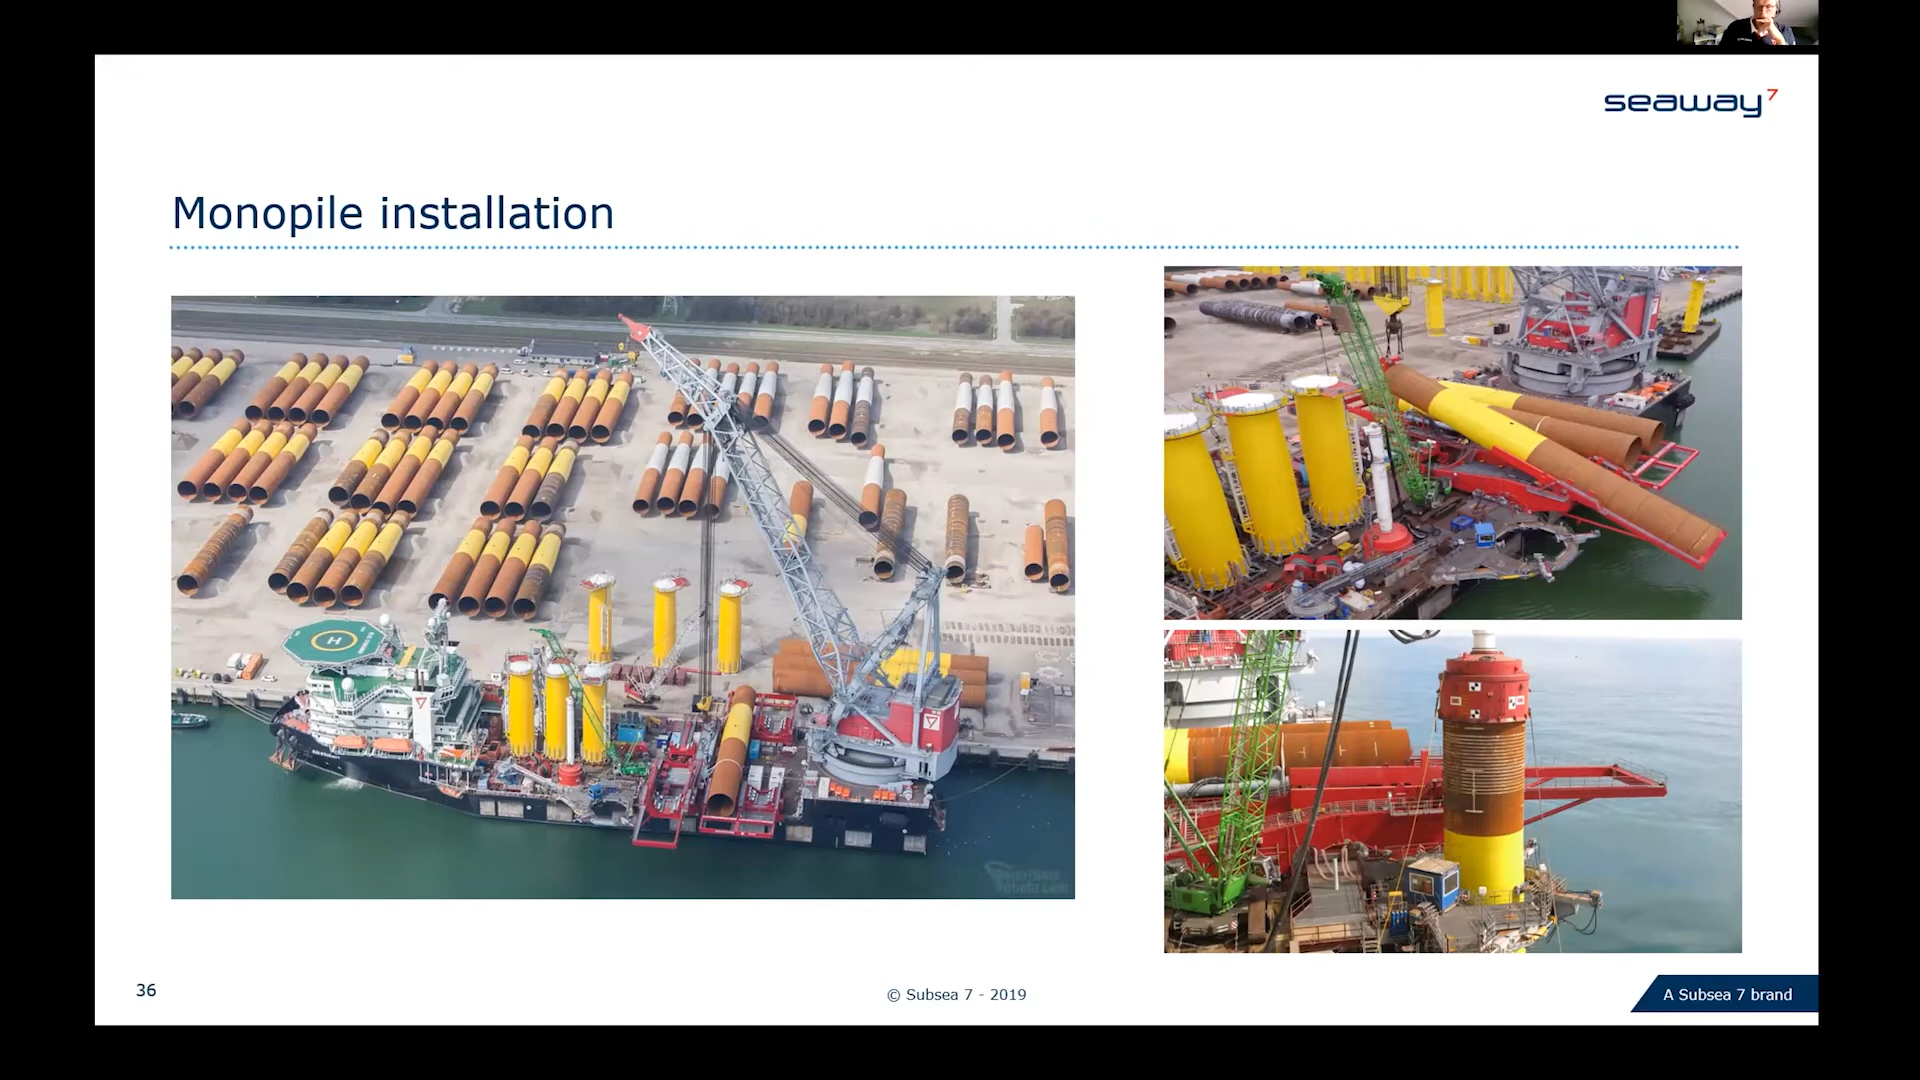 seaway7
Monopile installation
H
36
© Subsea 7 - 2019
A Subsea 7 brand